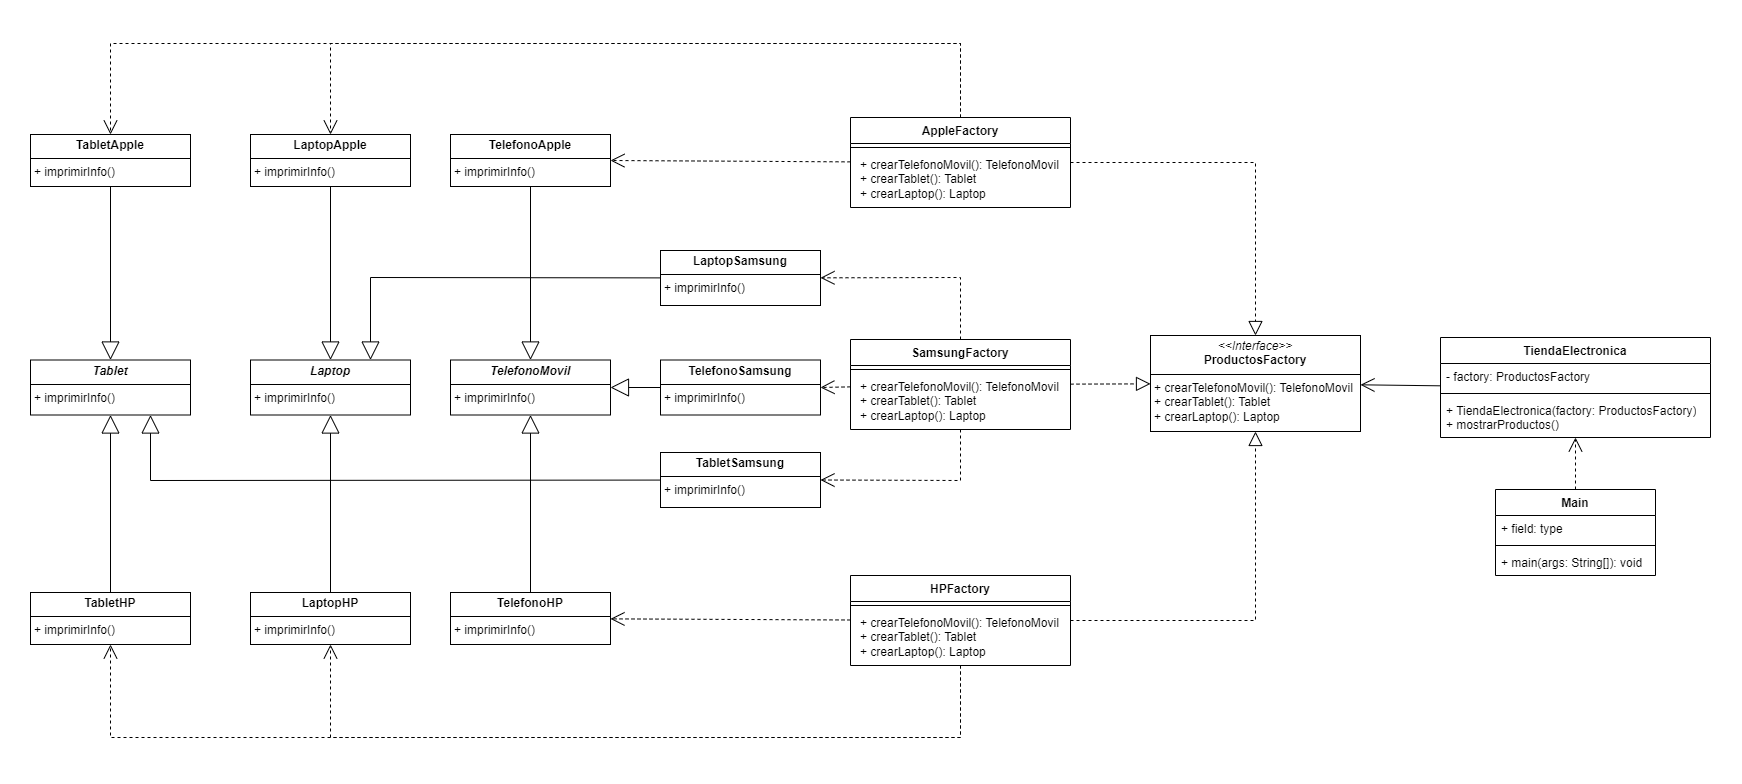 TabletApple
+ imprimirInfo()
LaptopApple
+ imprimirInfo()
TelefonoApple
+ imprimirInfo()
AppleFactory
+ crearTelefonoMovil(): TelefonoMovil
+ crearTablet(): Tablet
+ crearLaptop(): Laptop
LaptopSamsung
+ imprimirInfo()
Tablet
+ imprimirInfo()
Laptop
+ imprimirInfo()
TelefonoMovil
+ imprimirInfo()
TelefonoSamsung
+ imprimirInfo()
SamsungFactory
+ crearTelefonoMovil(): TelefonoMovil
+ crearTablet(): Tablet
+ crearLaptop(): Laptop
<<Interface>>
ProductosFactory
+ crearTelefonoMovil(): TelefonoMovil
+ crearTablet(): Tablet
+ crearLaptop(): Laptop
TiendaElectronica
- factory: ProductosFactory
+ TiendaElectronica(factory: ProductosFactory)
+ mostrarProductos()
TabletSamsung
+ imprimirInfo()
Main
+ field: type
+ main(args: String[]): void
TabletHP
+ imprimirInfo()
LaptopHP
+ imprimirInfo()
TelefonoHP
+ imprimirInfo()
HPFactory
+ crearTelefonoMovil(): TelefonoMovil
+ crearTablet(): Tablet
+ crearLaptop(): Laptop